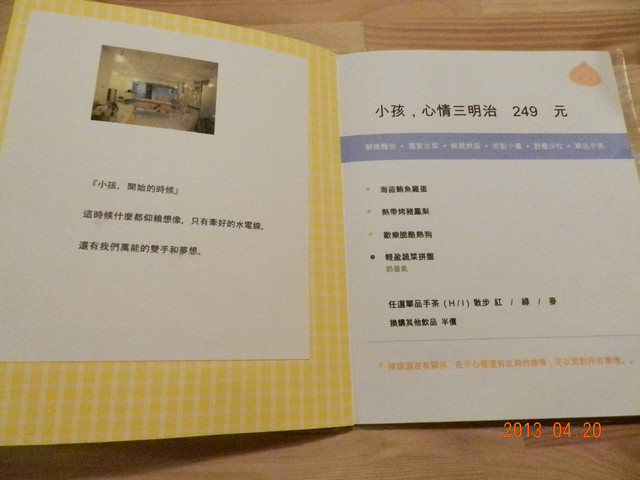 『小孩，開始的時候』
這時候什麼都仰賴想像，只有牽好的水電線，
還有我們萬能的雙手和夢想。
小孩，心情三明治 249 元
海盜鮪魚雞蛋
熱帶烤豬鳳梨
歡樂脆酷熱狗
輕盈蔬菜拼盤
奶蛋素
任選單品手茶 (H/I) 散步 紅 / 綠 / 麥
換購其他飲品 半價
2013 04 20